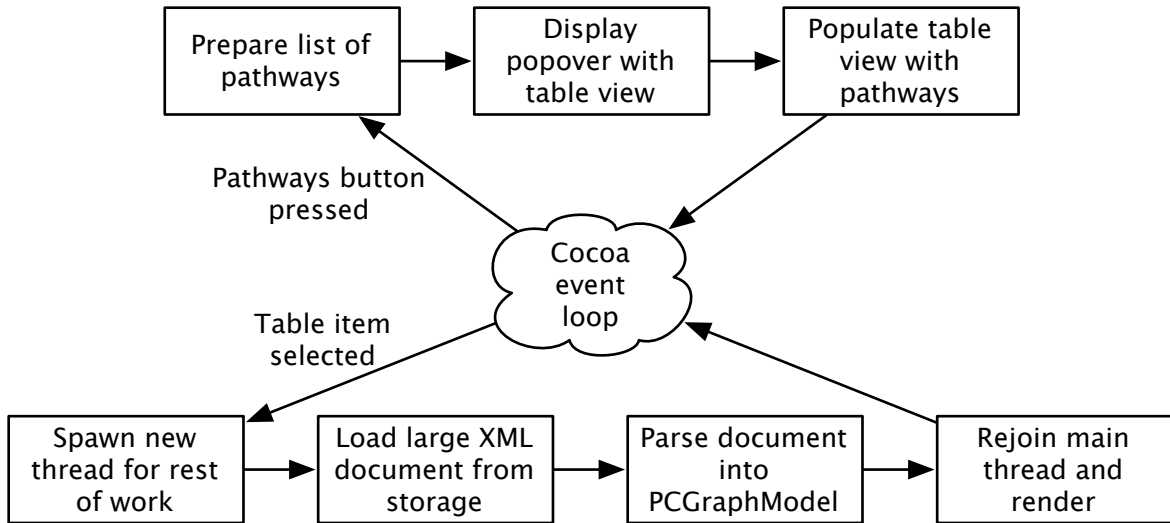 Prepare list of
pathways
Display
popover with
table view
Populate table
view with
pathways
Pathways button
pressed
Cocoa
event
loop
Table item
selected
Spawn new
thread for rest
of work
Load large XML
document from
storage
Parse document
into
PCGraphModel
Rejoin main
thread and
render